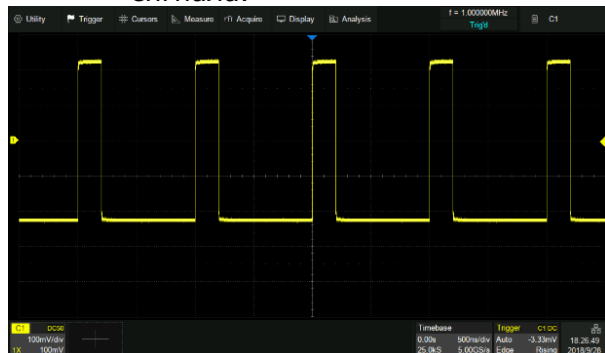 Utility Trigger Cursors Measure Acquire Display Analysis
f = 1.000000MHz
Trig'd
C1
C1 DC50
100mV/div
1X 100mV
Timebase
0.00s 500ns/div
25.0kS 5.00GS/s
Trigger C1 DC
Auto -3.33mV
Edge Rising
18.26.49
2018/9/28